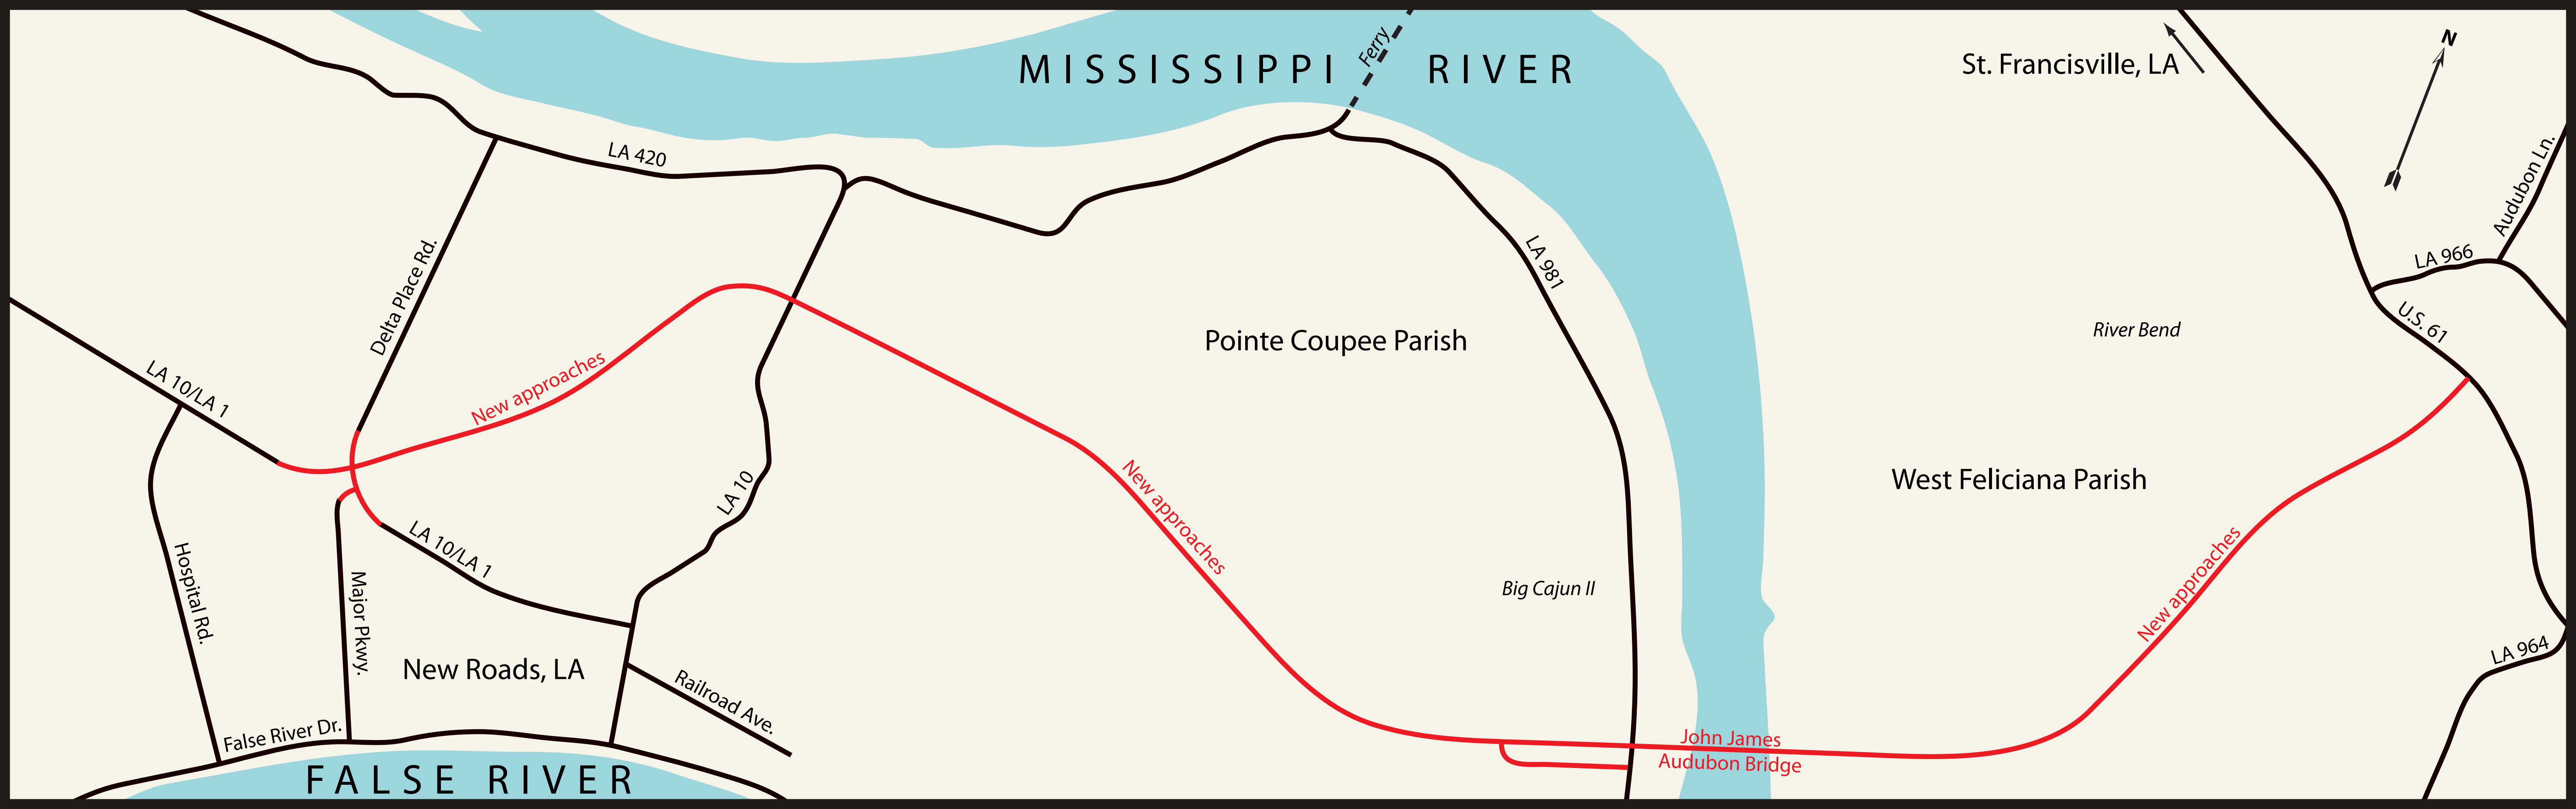 MISSISSIPPI RIVER
Ferry
St. Francisville, LA
N
LA 420
Audubon Ln.
Delta Place Rd.
LA 981
LA 966
U.S. 61
River Bend
Pointe Coupee Parish
LA 10/LA 1
New approaches
LA 10
New approaches
West Feliciana Parish
LA 10/LA 1
Hospital Rd.
Major Pkwy.
Big Cajun II
New approaches
New Roads, LA
Railroad Ave.
LA 964
False River Dr.
John James
Audubon Bridge
FALSE RIVER